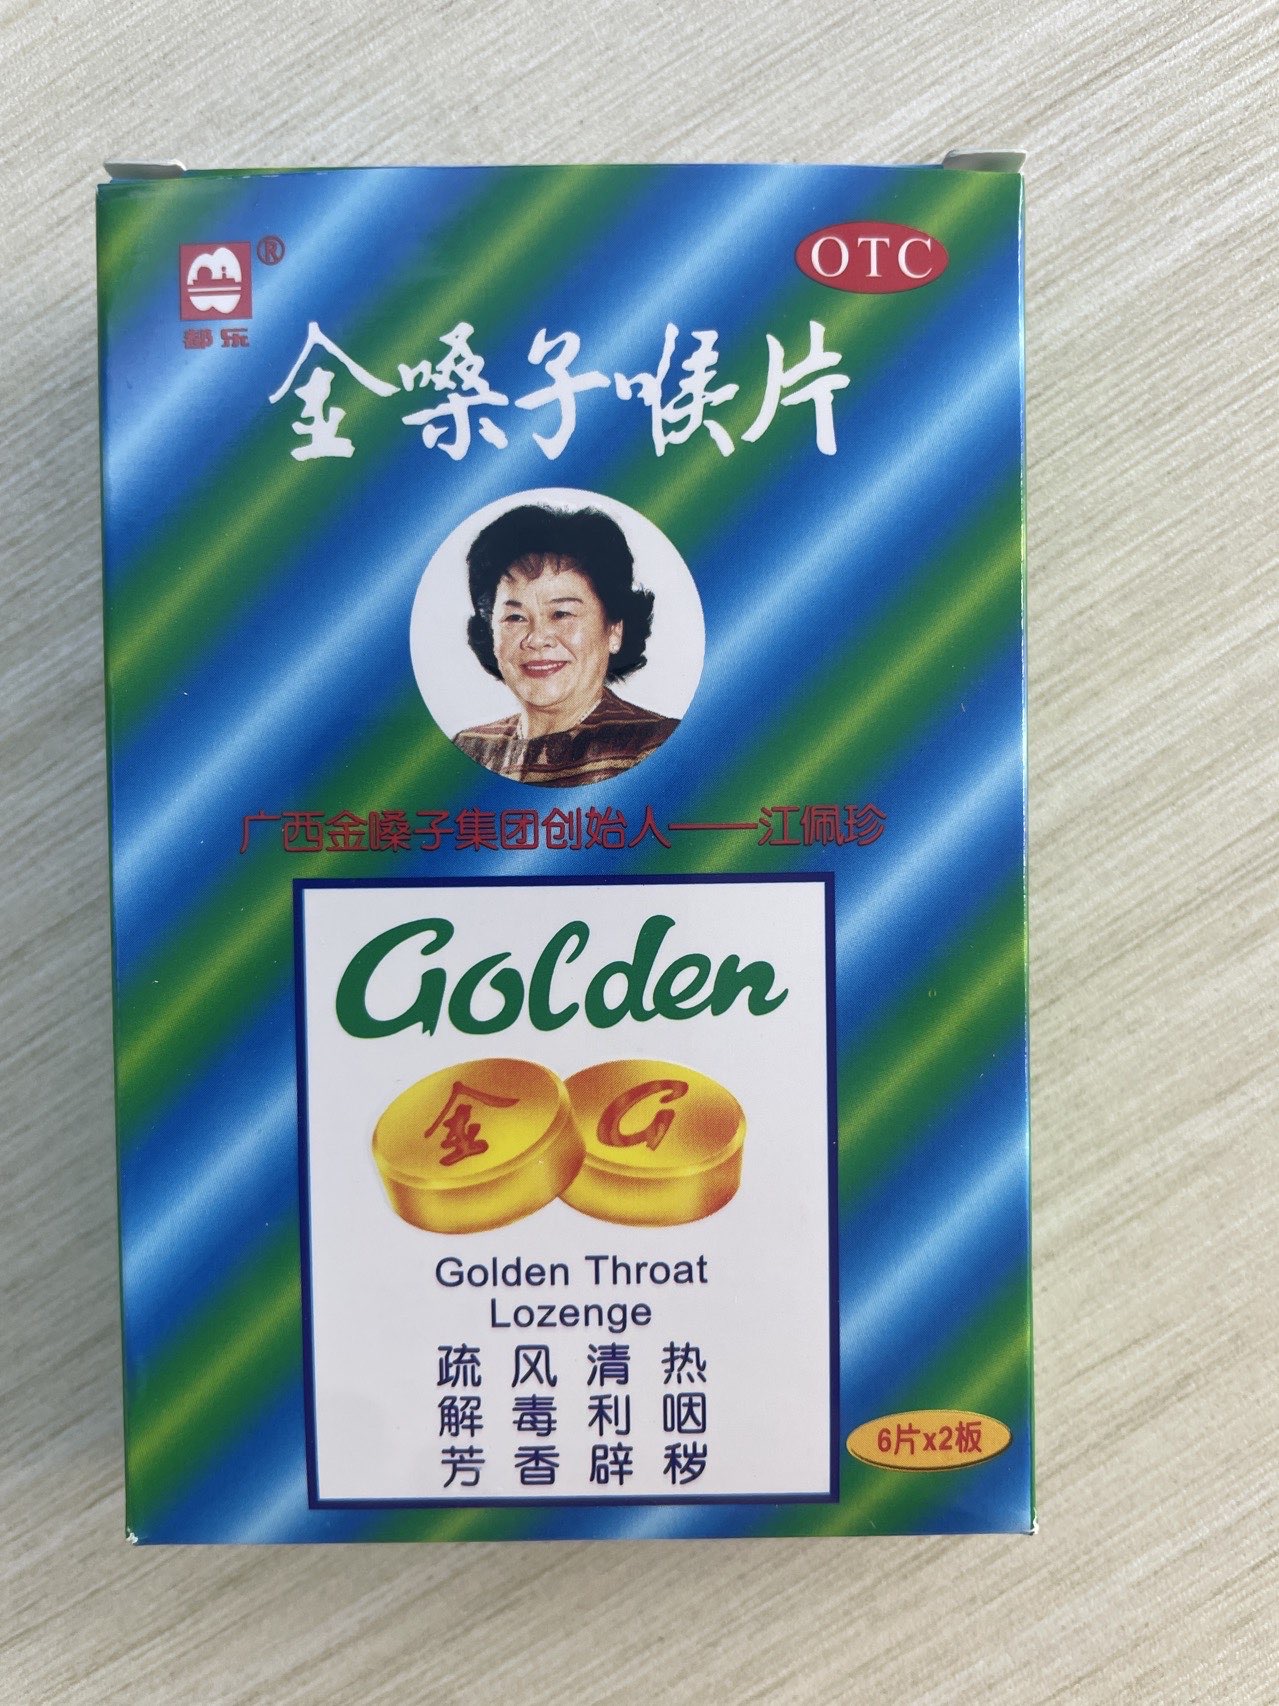 ®
都乐
OTC
金嗓子喉片
广西金嗓子集团创始人——江佩珍
Golden
金 G
Golden Throat
Lozenge
疏风清热
解毒利咽
芳香辟秽
6片x2板